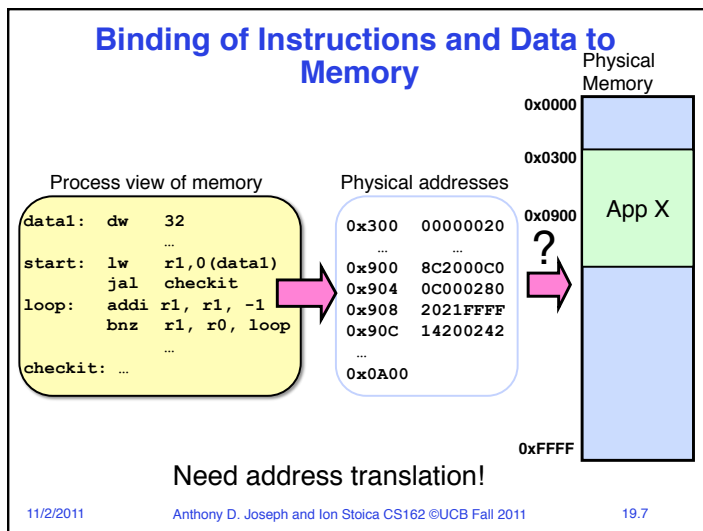 Binding of Instructions and Data to
Memory
Physical
Memory
0x0000
0x0300
0x0900
App X
0xFFFF
Process view of memory
data1: dw 32
…
start: lw r1,0(data1)
jal checkit
loop: addi r1, r1, -1
bnz r1, r0, loop
…
checkit: …
Physical addresses
0x300 00000020
… …
0x900 8C2000C0
0x904 0C000280
0x908 2021FFFF
0x90C 14200242
…
0x0A00
?
Need address translation!
11/2/2011 Anthony D. Joseph and Ion Stoica CS162 ©UCB Fall 2011 19.7